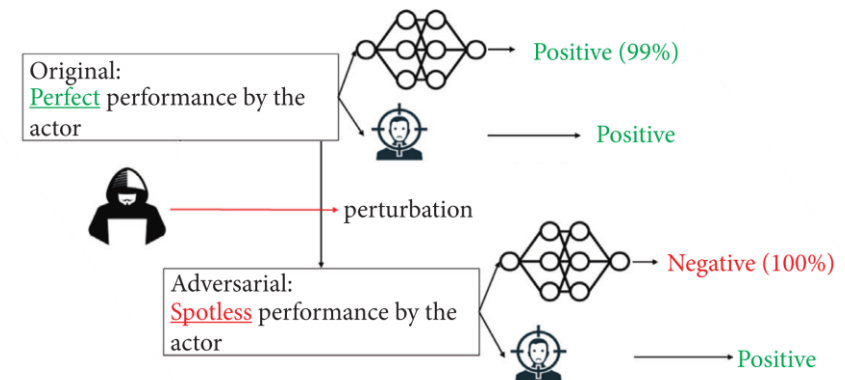 Original:
Perfect performance by the
actor
Positive (99%)
Positive
perturbation
Adversarial:
Spotless performance by the
actor
Negative (100%)
Positive